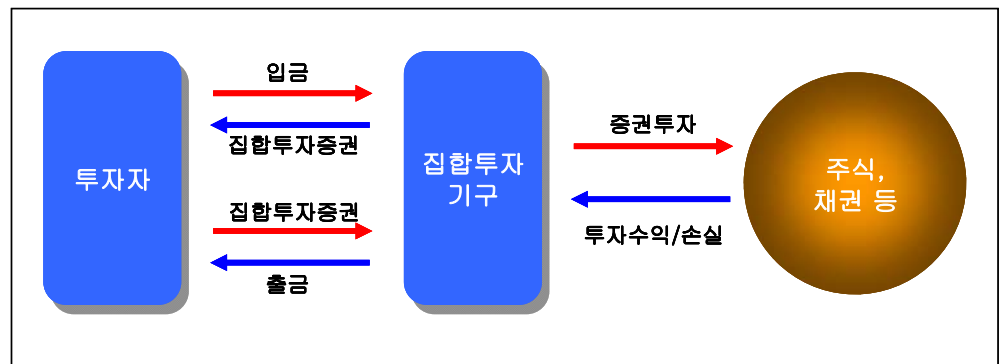 투자자
입금
집합투자증권
집합투자증권
출금
집합투자
기구
증권투자
투자수익/손실
주식,
채권 등